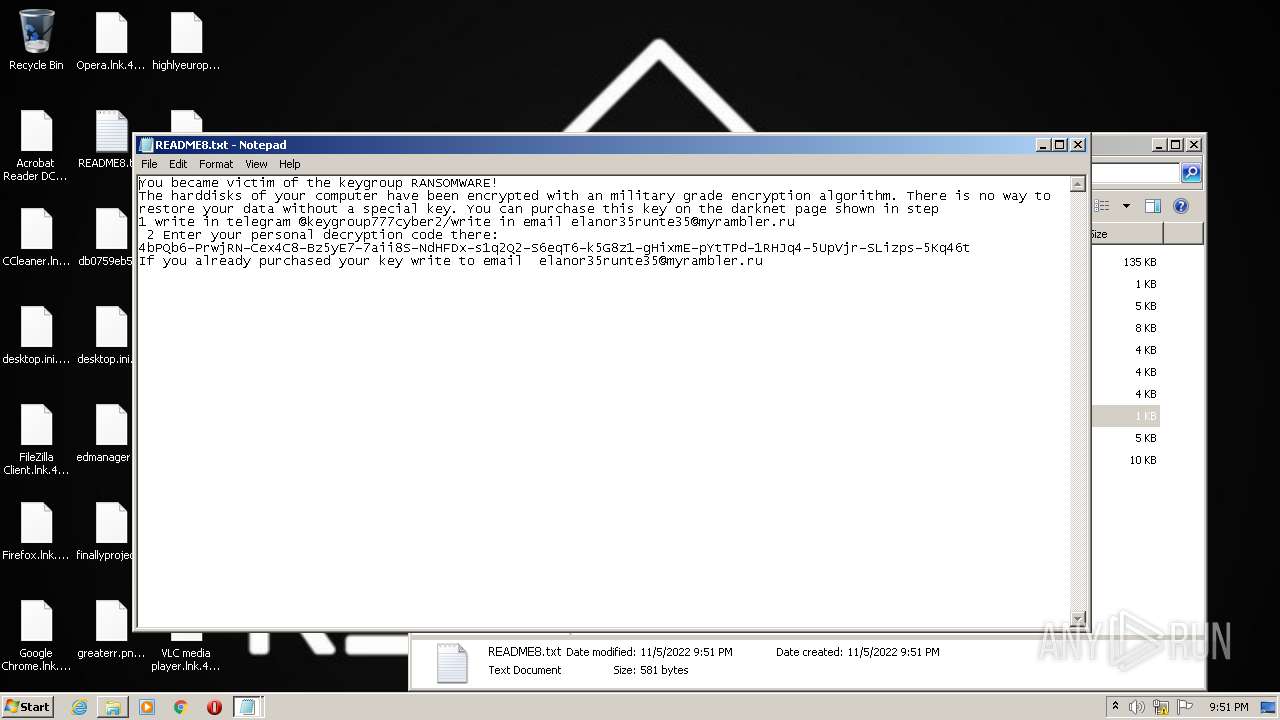 Recycle Bin
Opera.lnk.4...
highlyeurop...
Acrobat
Reader DC...
README8.t
CCleaner.ln...
db0759eb5
desktop.ini....
desktop.ini.
FileZilla
Client.lnk.4...
edmanager
Firefox.lnk....
finallyprojec
Google
Chrome.lnk....
greaterr.pn...
VLC media
player.lnk.4...
README8.txt - Notepad
File Edit Format View Help
You became victim of the keygroup RANSOMWARE!
The harddisks of your computer have been encrypted with an military grade encryption algorithm. There is no way to
restore your data without a special key. You can purchase this key on the darknet page shown in step
1 write in telegram @keygroup777cyber2/write in email  elanor35runte35@myrambler.ru
2 Enter your personal decryption code there:
4bPQb6-PrwjRN-Cex4C8-Bz5yE7-7aii8S-NdHFDx-S1q2Q2-S6eqT6-k5G8z1-gHixmE-pYtTPd-1RHJq4-5UpVjr-SLizps-5Kq46t
If you already purchased your key write to email  elanor35runte35@myrambler.ru
Size
135 KB
1 KB
5 KB
8 KB
4 KB
4 KB
4 KB
1 KB
5 KB
10 KB
README8.txt Date modified: 11/5/2022 9:51 PM Date created: 11/5/2022 9:51 PM
Text Document Size: 581 bytes
ANY RUN
Start
9:51 PM